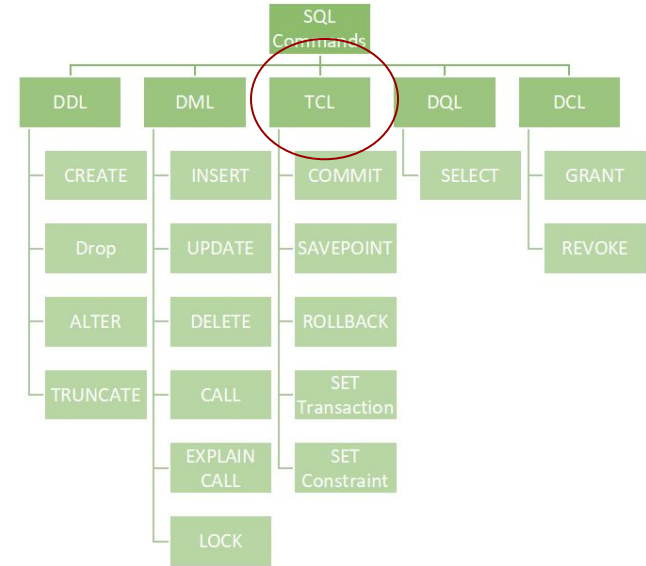 SQL
Commands
DDL
DML
TCL
DQL
DCL
CREATE
Drop
ALTER
TRUNCATE
INSERT
UPDATE
DELETE
CALL
EXPLAIN
CALL
LOCK
COMMIT
SAVEPOINT
ROLLBACK
SET
Transaction
SET
Constraint
SELECT
GRANT
REVOKE